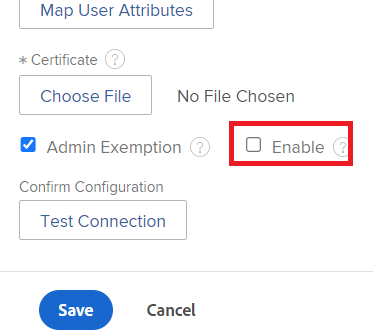 Map User Attributes
* Certificate ?
Choose File No File Chosen
Admin Exemption ? Enable ?
Confirm Configuration
Test Connection
Save Cancel